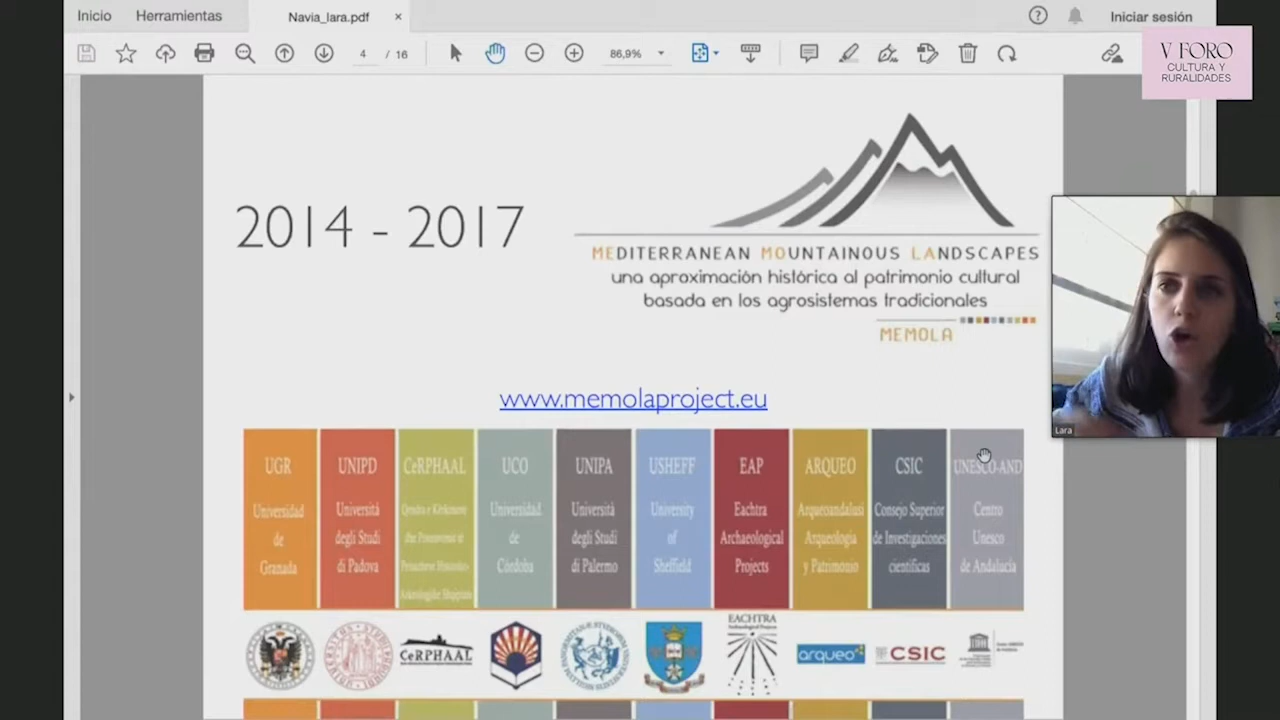 Inicio
Herramientas
Navia_lara.pdf
×
Iniciar sesión
4 / 16
86,9%
V FORO
CULTURA Y
RURALIDADES
2014 - 2017
MEDITERRANEAN MOUNTAINOUS LANDSCAPES
una aproximación histórica al patrimonio cultural
basada en los agrosistemas tradicionales
MEMOLA
www.memolaproject.eu
Lara
UGR
Universidad
de
Granada
UNIPD
Università
degli Studi
di Padova
CeRPHAAL
UCO
Universidad
de
Córdoba
UNIPA
Università
degli Studi
di Palermo
USHEFF
University
of
Sheffield
EAP
Eachtra
Archaeological
Projects
ARQUEO
Arqueoandalusi
Arqueología
y Patrimonio
CSIC
Consejo Superior
de Investigaciones
científicas
UNESCO-AND
Centro
Unesco
de Andalucía
CeRPHAAL
EACHTRA
Archaeological Projects
arqueo
CSIC